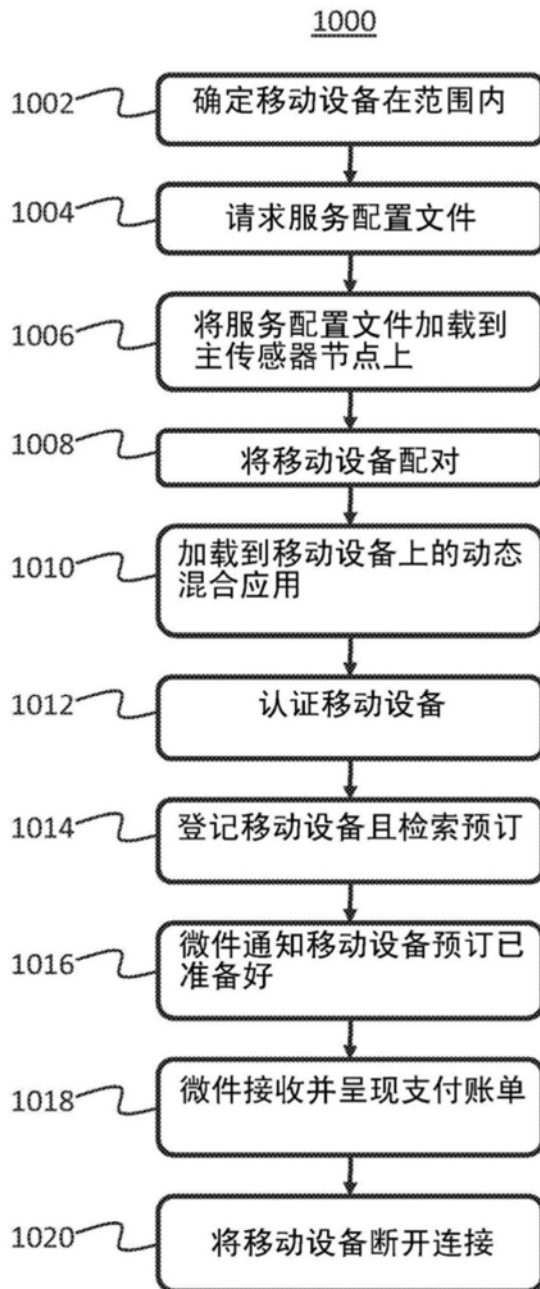 1000
1002
确定移动设备在范围内
1004
请求服务配置文件
1006
将服务配置文件加载到
主传感器节点上
1008
将移动设备配对
1010
加载到移动设备上的动态
混合应用
1012
认证移动设备
1014
登记移动设备且检索预订
1016
微件通知移动设备预订已
准备好
1018
微件接收并呈现支付账单
1020
将移动设备断开连接